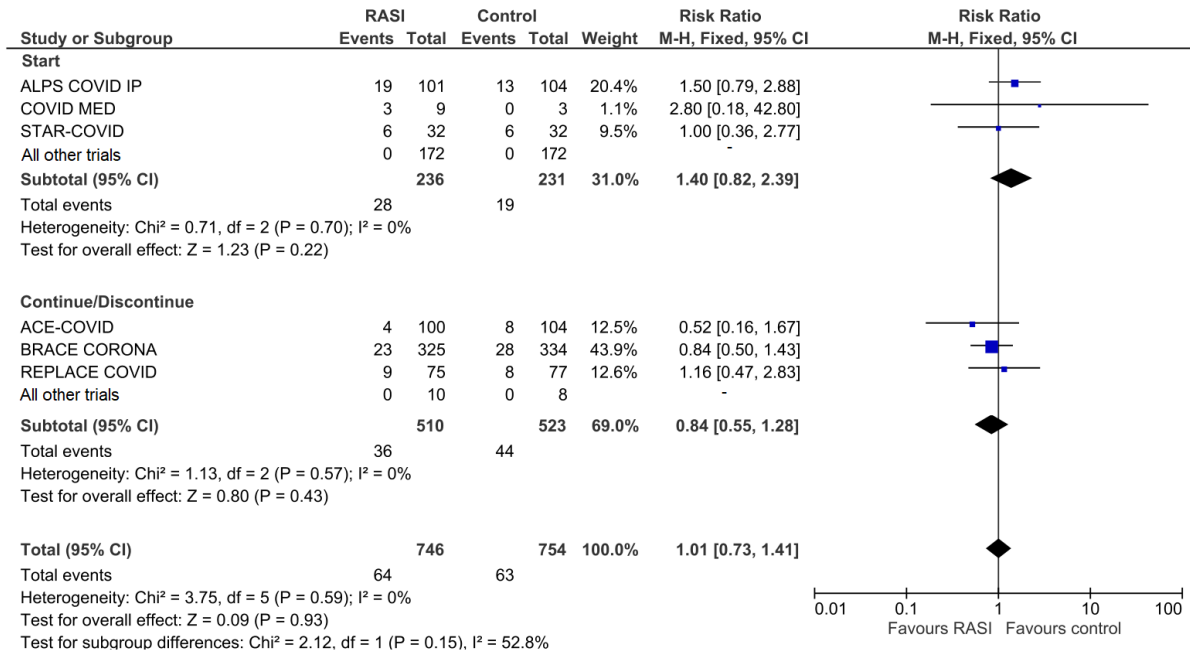 RASI Control Risk Ratio Risk Ratio
Study or Subgroup Events Total Events Total Weight M-H, Fixed, 95% CI M-H, Fixed, 95% CI
Start
ALPS COVID IP 19 101 13 104 20.4% 1.50 [0.79, 2.88]
COVID MED 3 9 0 3 1.1% 2.80 [0.18, 42.80]
STAR-COVID 6 32 6 32 9.5% 1.00 [0.36, 2.77]
All other trials 0 172 0 172 -
Subtotal (95% CI) 236 231 31.0% 1.40 [0.82, 2.39]
Total events 28 19
Heterogeneity: Chi² = 0.71, df = 2 (P = 0.70); I² = 0%
Test for overall effect: Z = 1.23 (P = 0.22)
Continue/Discontinue
ACE-COVID 4 100 8 104 12.5% 0.52 [0.16, 1.67]
BRACE CORONA 23 325 28 334 43.9% 0.84 [0.50, 1.43]
REPLACE COVID 9 75 8 77 12.6% 1.16 [0.47, 2.83]
All other trials 0 10 0 8 -
Subtotal (95% CI) 510 523 69.0% 0.84 [0.55, 1.28]
Total events 36 44
Heterogeneity: Chi² = 1.13, df = 2 (P = 0.57); I² = 0%
Test for overall effect: Z = 0.80 (P = 0.43)
Total (95% CI) 746 754 100.0% 1.01 [0.73, 1.41]
Total events 64 63
Heterogeneity: Chi² = 3.75, df = 5 (P = 0.59); I² = 0%
Test for overall effect: Z = 0.09 (P = 0.93)
Test for subgroup differences: Chi² = 2.12, df = 1 (P = 0.15), I² = 52.8%
0.01 0.1 1 10 100
Favours RASI Favours control